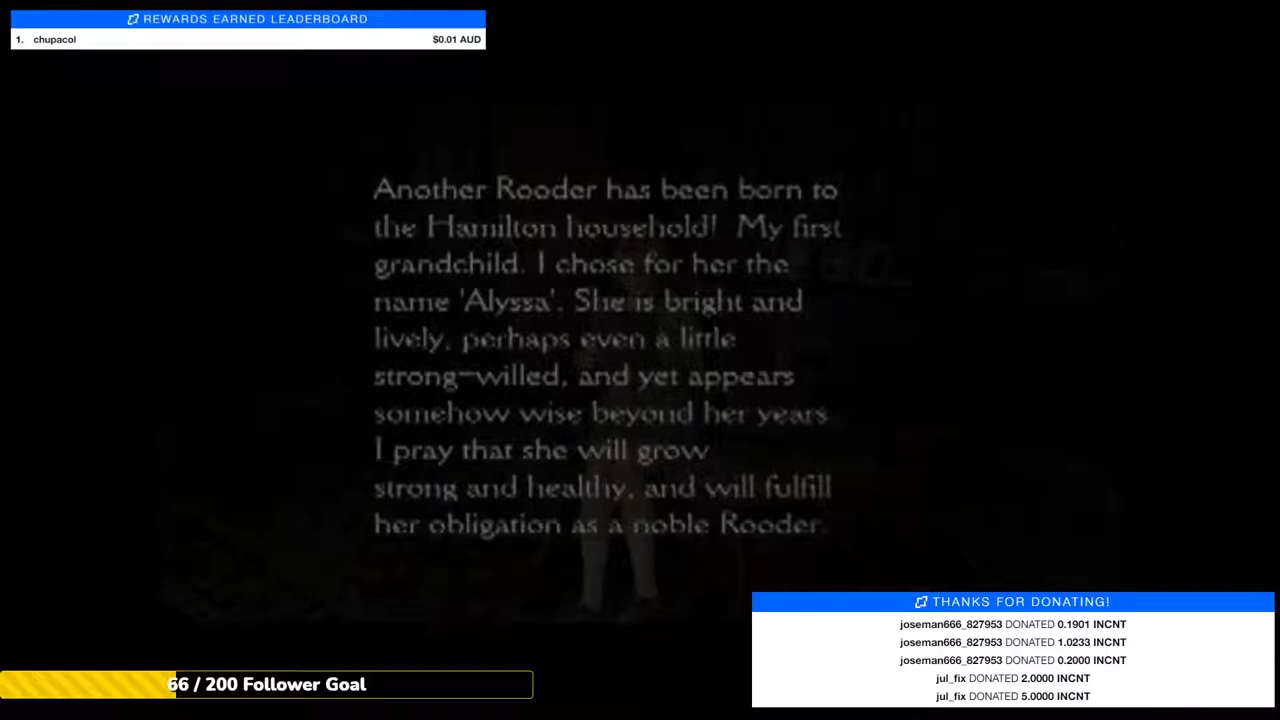 REWARDS EARNED LEADERBOARD
1. chupacol $0.01 AUD
Another Rooder has been born to
the Hamilton household! My first
grandchild. I chose for her the
name 'Alyssa'. She is bright and
lively, perhaps even a little
strong-willed, and yet appears
somehow wise beyond her years
I pray that she will grow
strong and healthy, and will fulfill
her obligation as a noble Rooder.
THANKS FOR DONATING!
joseman666_827953 DONATED 0.1901 INCNT
joseman666_827953 DONATED 1.0233 INCNT
joseman666_827953 DONATED 0.2000 INCNT
jul_fix DONATED 2.0000 INCNT
jul_fix DONATED 5.0000 INCNT
66 / 200 Follower Goal